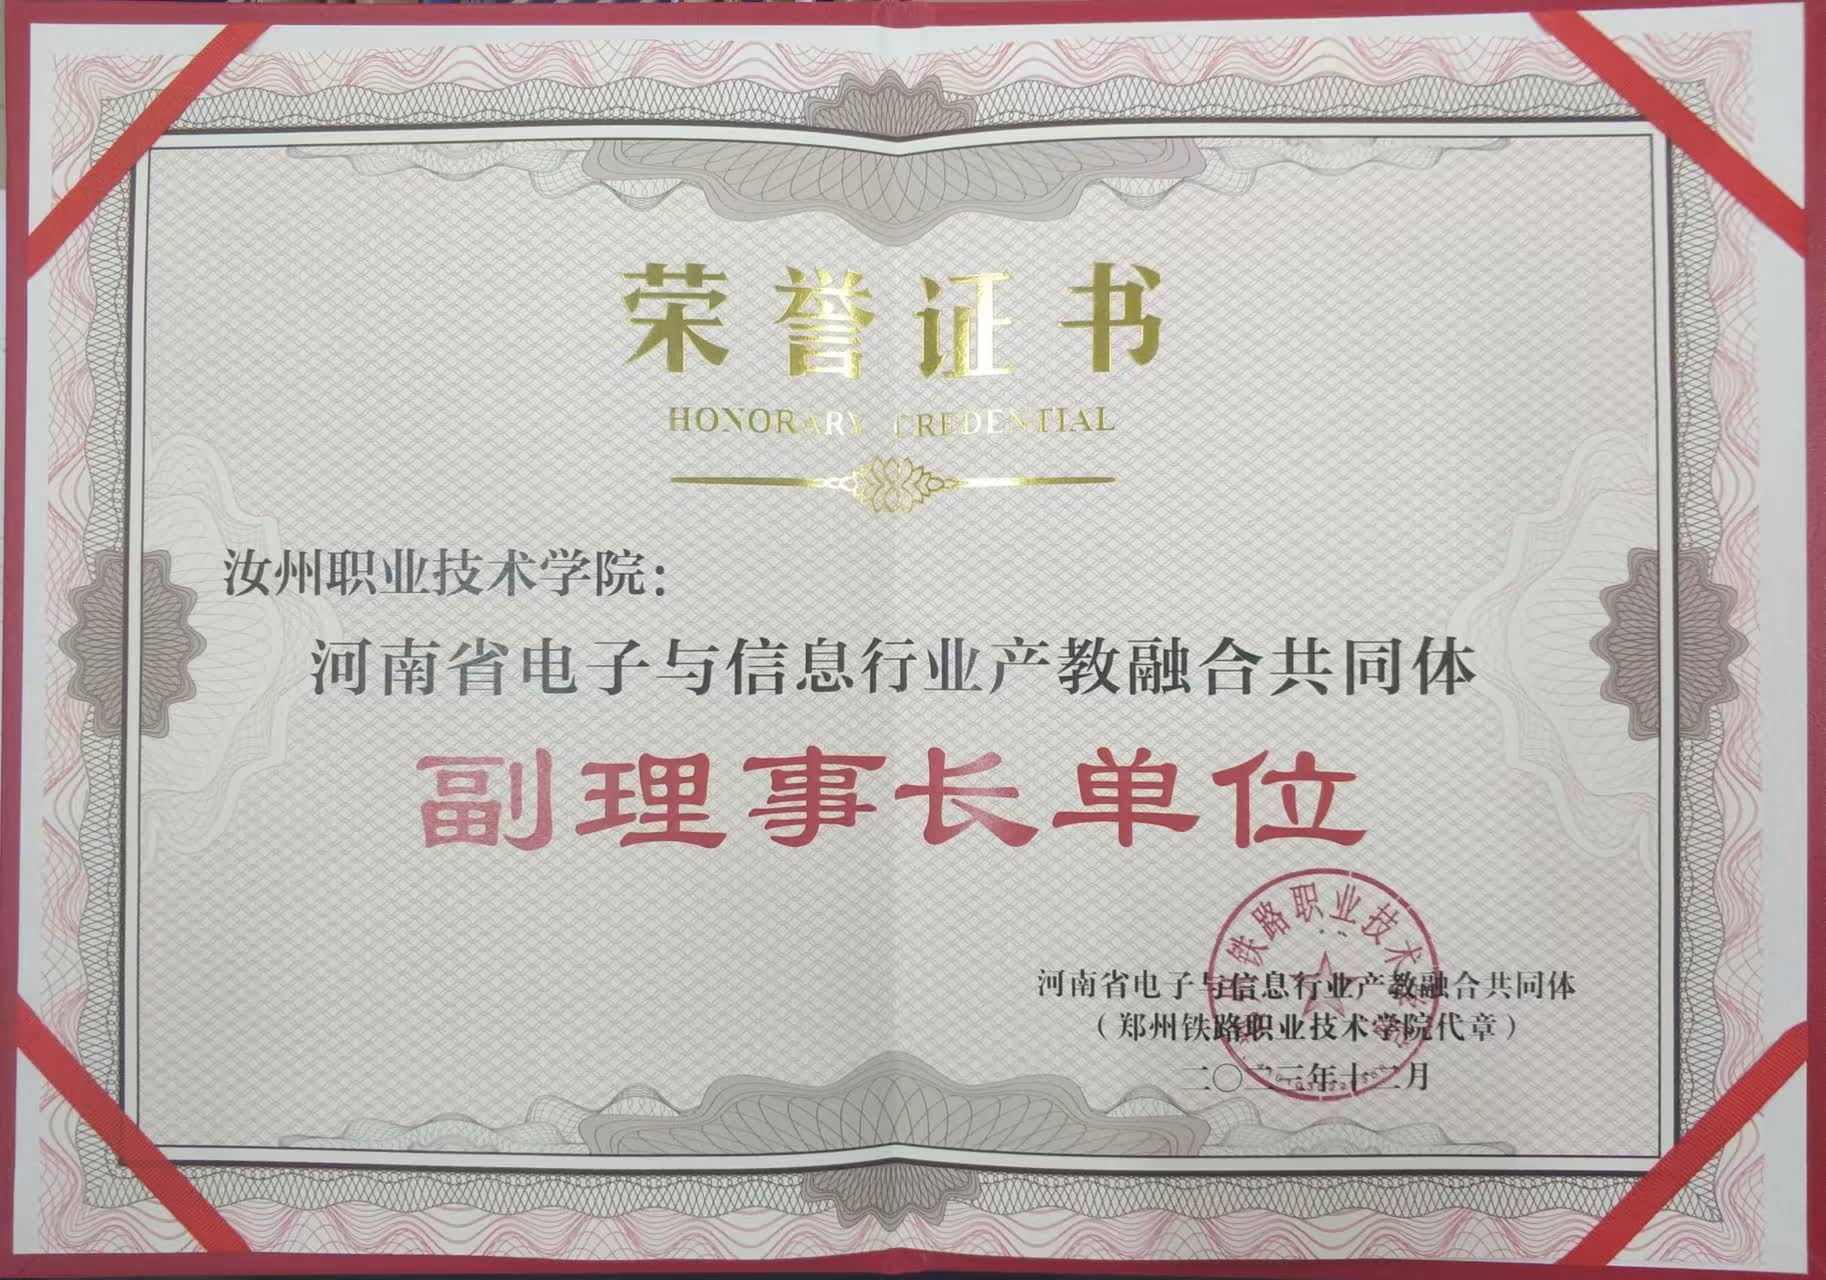 荣誉证书
HONORARY CREDENTIAL
汝州职业技术学院：
河南省电子与信息行业产教融合共同体
副理事长单位
河南省电子与信息行业产教融合共同体
（郑州铁路职业技术学院代章）
二〇二三年十二月
铁路职业技术